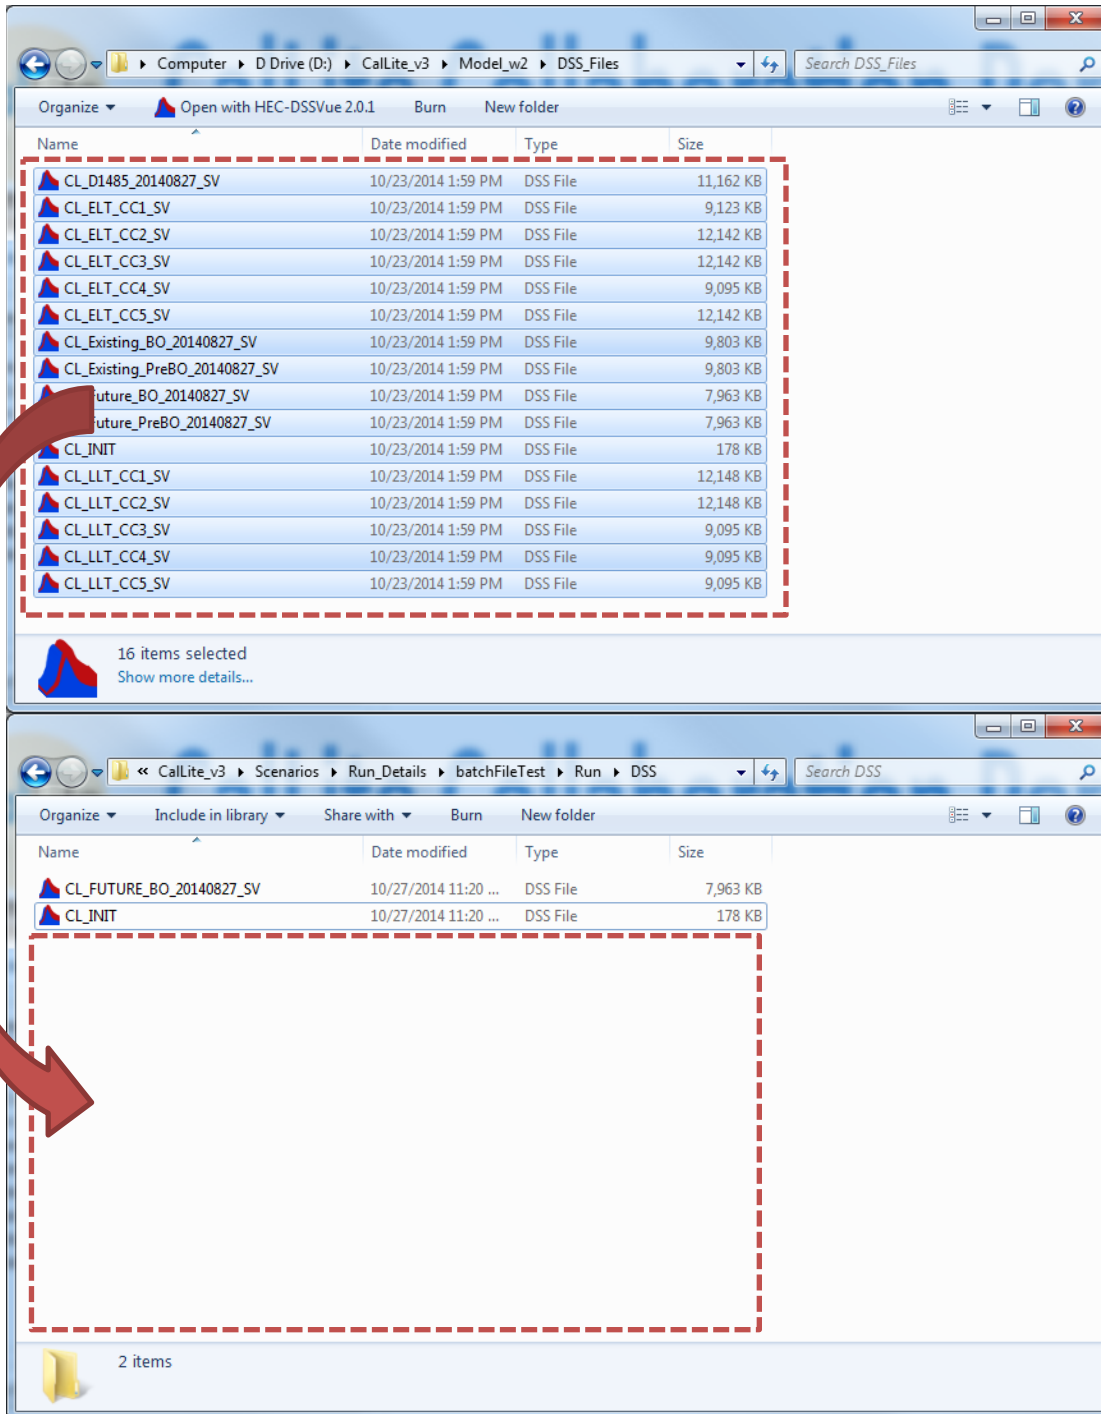 Computer ▸ D Drive (D:) ▸ CalLite_v3 ▸ Model_w2 ▸ DSS_Files Search DSS_Files
Organize Open with HEC-DSSVue 2.0.1 Burn New folder
Name Date modified Type Size
CL_D1485_20140827_SV 10/23/2014 1:59 PM DSS File 11,162 KB
CL_ELT_CC1_SV 10/23/2014 1:59 PM DSS File 9,123 KB
CL_ELT_CC2_SV 10/23/2014 1:59 PM DSS File 12,142 KB
CL_ELT_CC3_SV 10/23/2014 1:59 PM DSS File 12,142 KB
CL_ELT_CC4_SV 10/23/2014 1:59 PM DSS File 9,095 KB
CL_ELT_CC5_SV 10/23/2014 1:59 PM DSS File 12,142 KB
CL_Existing_BO_20140827_SV 10/23/2014 1:59 PM DSS File 9,803 KB
CL_Existing_PreBO_20140827_SV 10/23/2014 1:59 PM DSS File 9,803 KB
uture_BO_20140827_SV 10/23/2014 1:59 PM DSS File 7,963 KB
uture_PreBO_20140827_SV 10/23/2014 1:59 PM DSS File 7,963 KB
CL_INIT 10/23/2014 1:59 PM DSS File 178 KB
CL_LLT_CC1_SV 10/23/2014 1:59 PM DSS File 12,148 KB
CL_LLT_CC2_SV 10/23/2014 1:59 PM DSS File 12,148 KB
CL_LLT_CC3_SV 10/23/2014 1:59 PM DSS File 9,095 KB
CL_LLT_CC4_SV 10/23/2014 1:59 PM DSS File 9,095 KB
CL_LLT_CC5_SV 10/23/2014 1:59 PM DSS File 9,095 KB
16 items selected
Show more details...
« CalLite_v3 ▸ Scenarios ▸ Run_Details ▸ batchFileTest ▸ Run ▸ DSS Search DSS
Organize Include in library Share with Burn New folder
Name Date modified Type Size
CL_FUTURE_BO_20140827_SV 10/27/2014 11:20 ... DSS File 7,963 KB
CL_INIT 10/27/2014 11:20 ... DSS File 178 KB
2 items